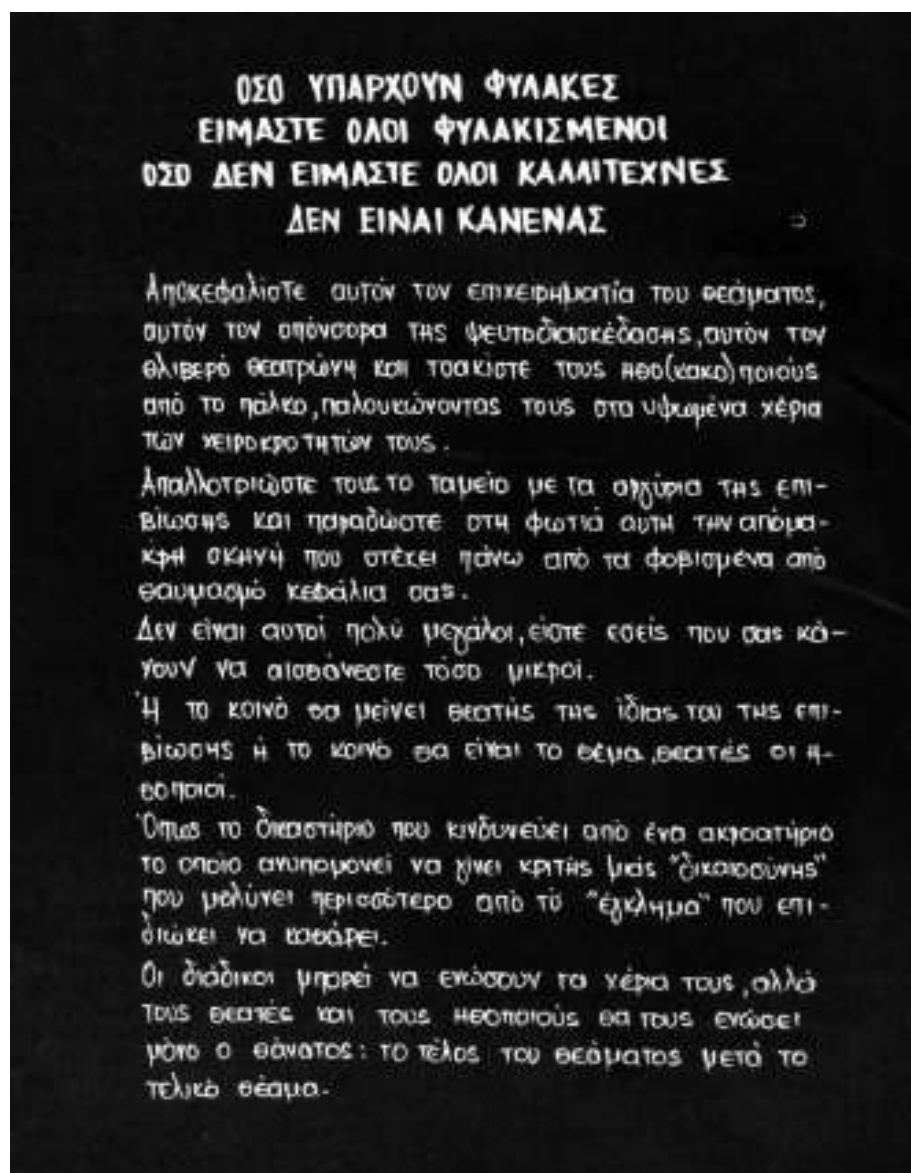 ΟΣΟ ΥΠΑΡΧΟΥΝ ΦΥΛΑΚΕΣ
ΕΙΜΑΣΤΕ ΟΛΟΙ ΦΥΛΑΚΙΣΜΕΝΟΙ
ΟΣΟ ΔΕΝ ΕΙΜΑΣΤΕ ΟΛΟΙ ΚΑΛΛΙΤΕΧΝΕΣ
ΔΕΝ ΕΙΝΑΙ ΚΑΝΕΝΑΣ
Αποκεφαλίστε αυτόν τον επιχειρηματία του θεάματος,
αυτόν τον σπόνσορα της ψευτοδιασκέδασης, αυτόν τον
θλιβερό θεατρώνη και τσακίστε τους ηθο(κακο)ποιούς
από το πάλκο, παλουκώνοντας τους στα υψωμένα χέρια
των χειροκροτητών τους.
Απαλλοτριώστε τους το ταμείο με τα αργύρια της επι-
βίωσης και παραδώστε στη φωτιά αυτή την απόμα-
κρη σκηνή που στέκει πάνω από τα φοβισμένα από
θαυμασμό κεφάλια σας.
Δεν είναι αυτοί πολύ μεγάλοι, είστε εσείς που σας κά-
νουν να αισθάνεστε τόσο μικροί.
Ή το κοινό θα μείνει θεατής της ίδιας του της επι-
βίωσης ή το κοινό θα είναι το θέμα, θεατές οι η-
θοποιοί.
Όπως το δικαστήριο που κινδυνεύει από ένα ακροατήριο
το οποίο ανυπομονεί να γίνει κριτής μιας "δικαιοσύνης"
που μολύνει περισσότερο από το "έγκλημα" που επι-
διώκει να καθάρει.
Οι διάδικοι μπορεί να ενώσουν τα χέρια τους, αλλά
τους θεατές και τους ηθοποιούς θα τους ενώσει
μόνο ο θάνατος: το τέλος του θεάματος μετά το
τελικό θέαμα.